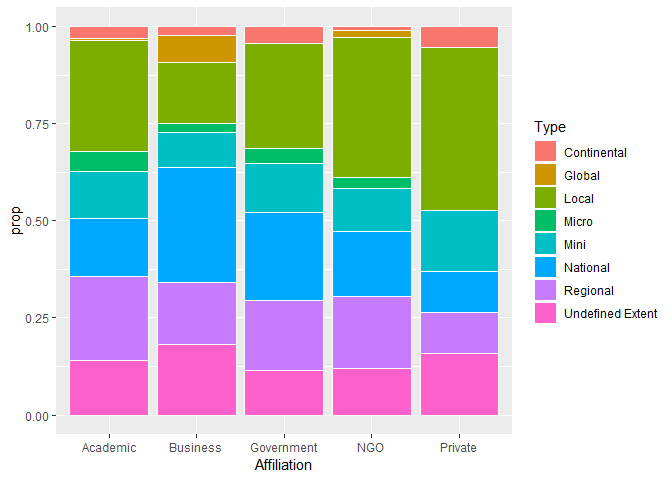 1.00
0.75
0.50
0.25
0.00
prop
Academic Business Government NGO Private
Affiliation
Type
Continental
Global
Local
Micro
Mini
National
Regional
Undefined Extent